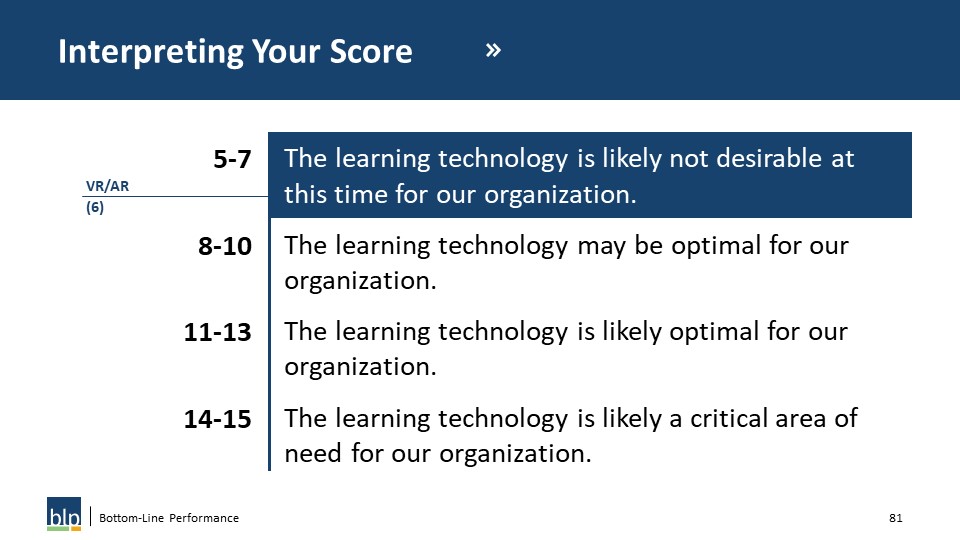 Interpreting Your Score »
5-7 The learning technology is likely not desirable at
this time for our organization.
VR/AR
(6)
8-10 The learning technology may be optimal for our
organization.
11-13 The learning technology is likely optimal for our
organization.
14-15 The learning technology is likely a critical area of
need for our organization.
blp Bottom-Line Performance 81